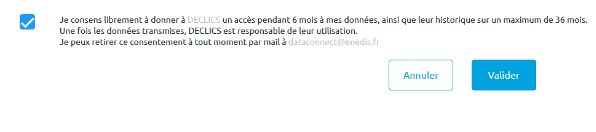 Je consens librement à donner à DECLICS un accès pendant 6 mois à mes données, ainsi que leur historique sur un maximum de 36 mois.
Une fois les données transmises, DECLICS est responsable de leur utilisation.
Je peux retirer ce consentement à tout moment par mail à dataconnect@enedis.fr
Annuler Valider